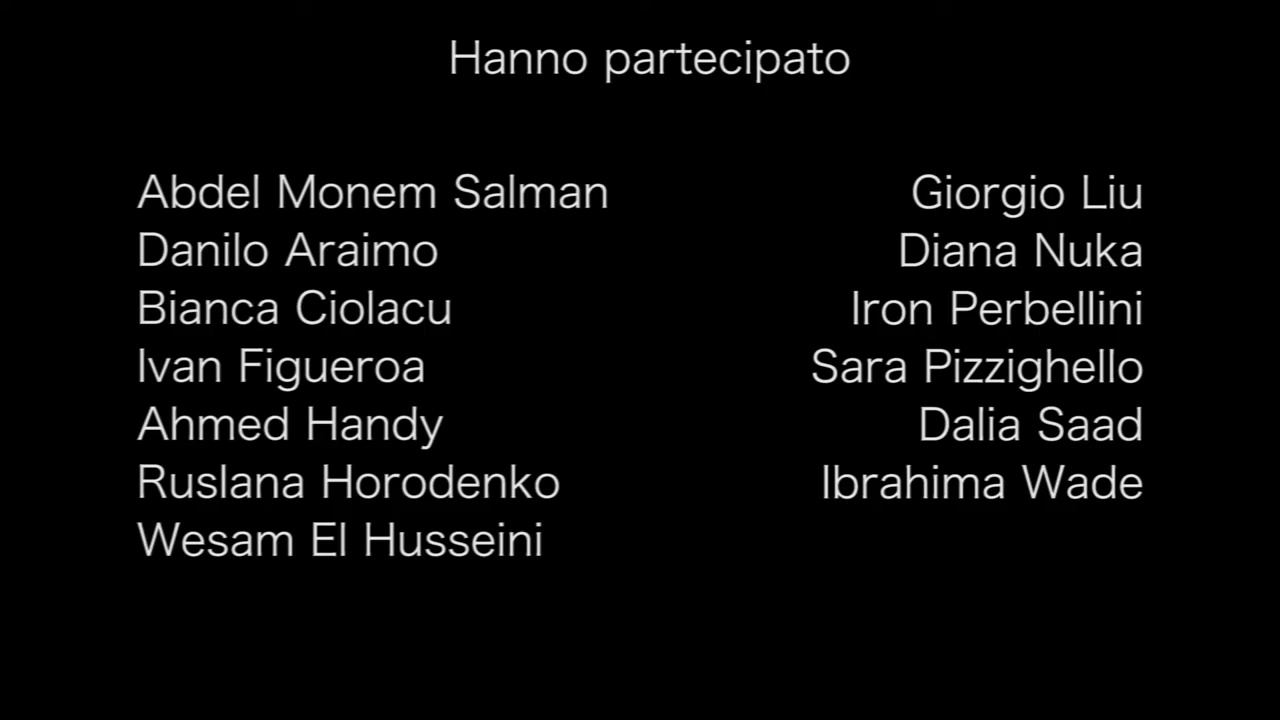 Hanno partecipato
Abdel Monem Salman
Danilo Araimo
Bianca Ciolacu
Ivan Figueroa
Ahmed Handy
Ruslana Horodenko
Wesam El Husseini
Giorgio Liu
Diana Nuka
Iron Perbellini
Sara Pizzighello
Dalia Saad
Ibrahima Wade